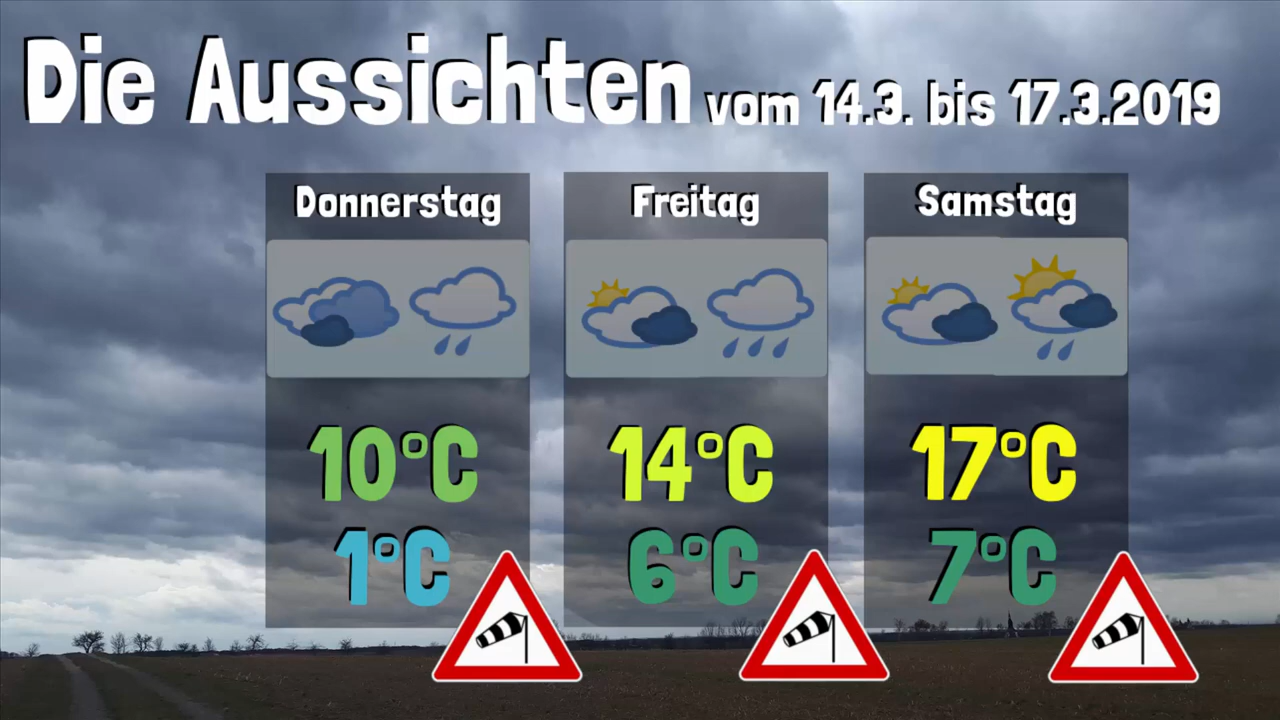 Die Aussichten vom 14.3. bis 17.3.2019
Donnerstag
Freitag
Samstag
10°C
14°C
17°C
1°C
6°C
7°C